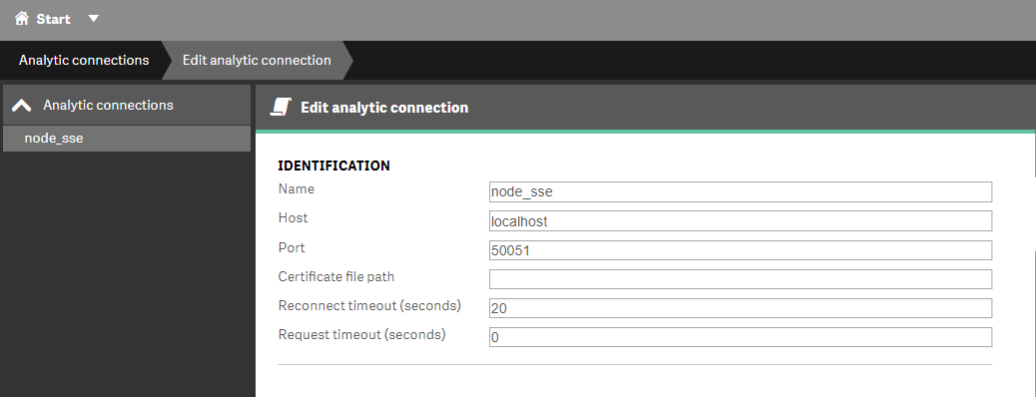 Start
Analytic connections Edit analytic connection
Analytic connections
node_sse
Edit analytic connection
IDENTIFICATION
Name node_sse
Host localhost
Port 50051
Certificate file path
Reconnect timeout (seconds) 20
Request timeout (seconds) 0